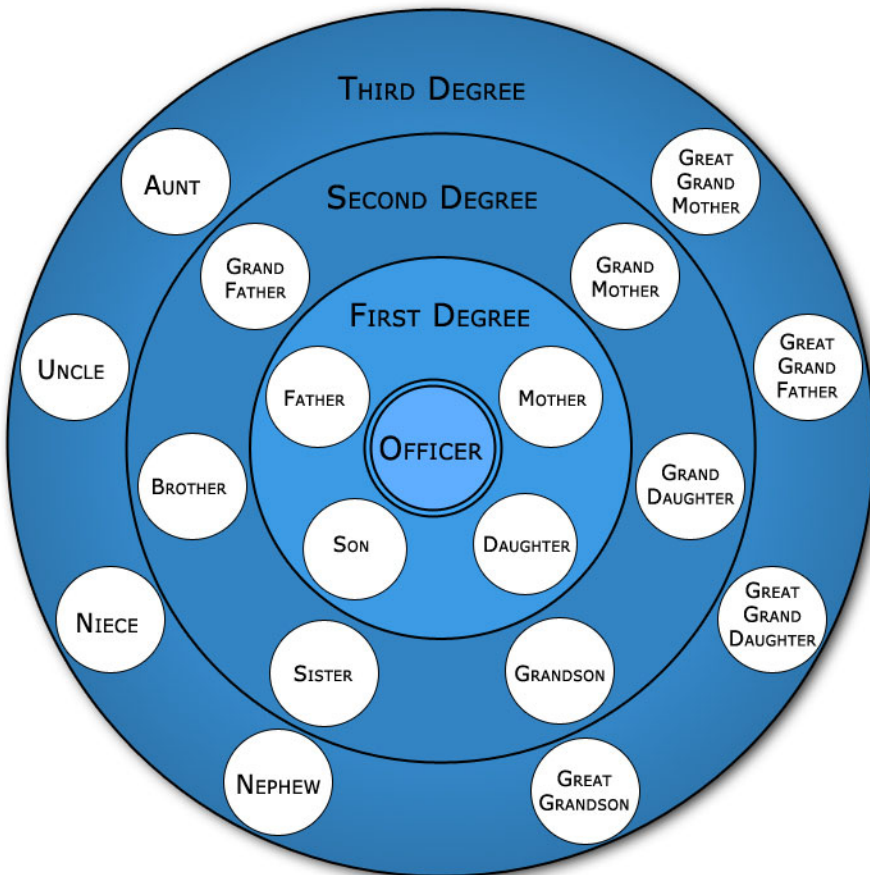 Third Degree
Aunt
Great
Grand
Mother
Second Degree
Grand
Father
Grand
Mother
First Degree
Uncle
Great
Grand
Father
Father
Mother
Officer
Brother
Grand
Daughter
Son
Daughter
Niece
Great
Grand
Daughter
Sister
Grandson
Nephew
Great
Grandson